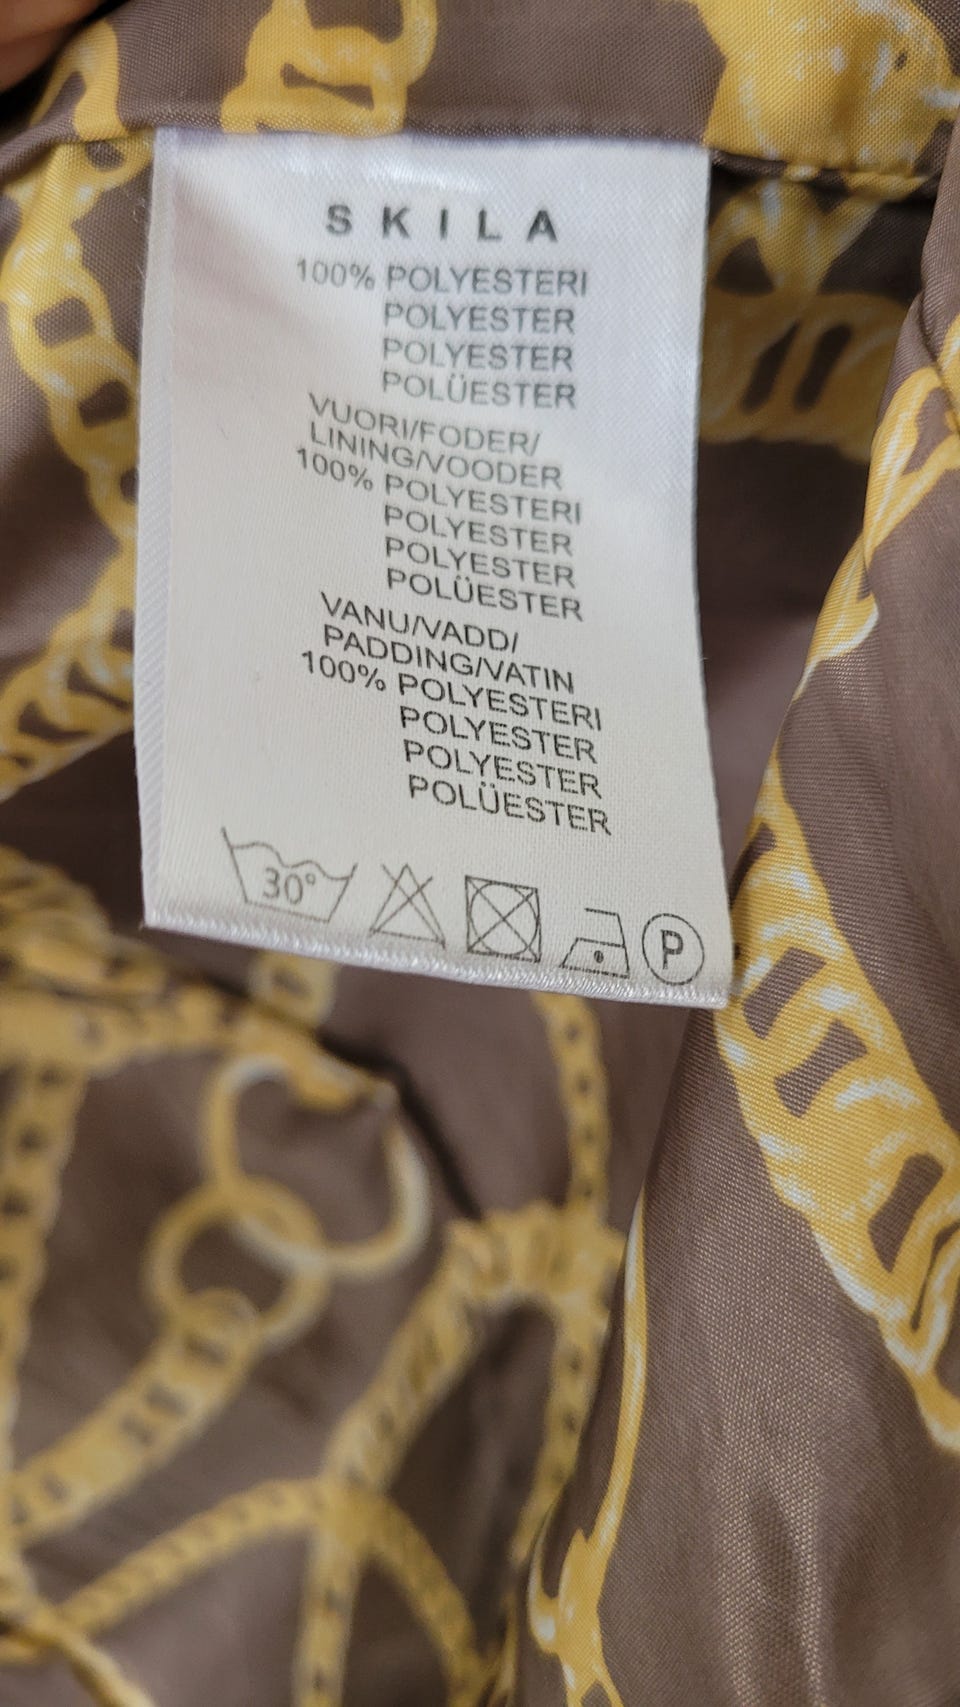 SKILA
100% POLYESTERI
POLYESTER
POLYESTER
POLÜESTER
VUORI/FODER/
LINING/VOODER
100% POLYESTERI
POLYESTER
POLYESTER
POLÜESTER
VANU/VADD/
PADDING/VATIN
100% POLYESTERI
POLYESTER
POLYESTER
POLÜESTER
30° P